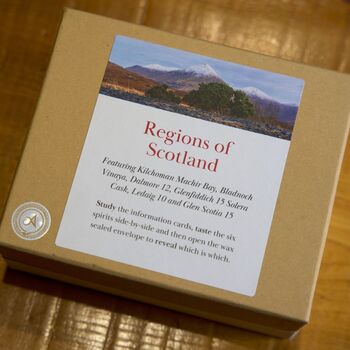 Regions of
Scotland
Featuring Kilchoman Machir Bay, Bladnoch
Vinaya, Dalmore 12, Glenfiddich 15 Solera
Cask, Ledaig 10 and Glen Scotia 15
Study the information cards, taste the six
spirits side-by-side and then open the wax
sealed envelope to reveal which is which.